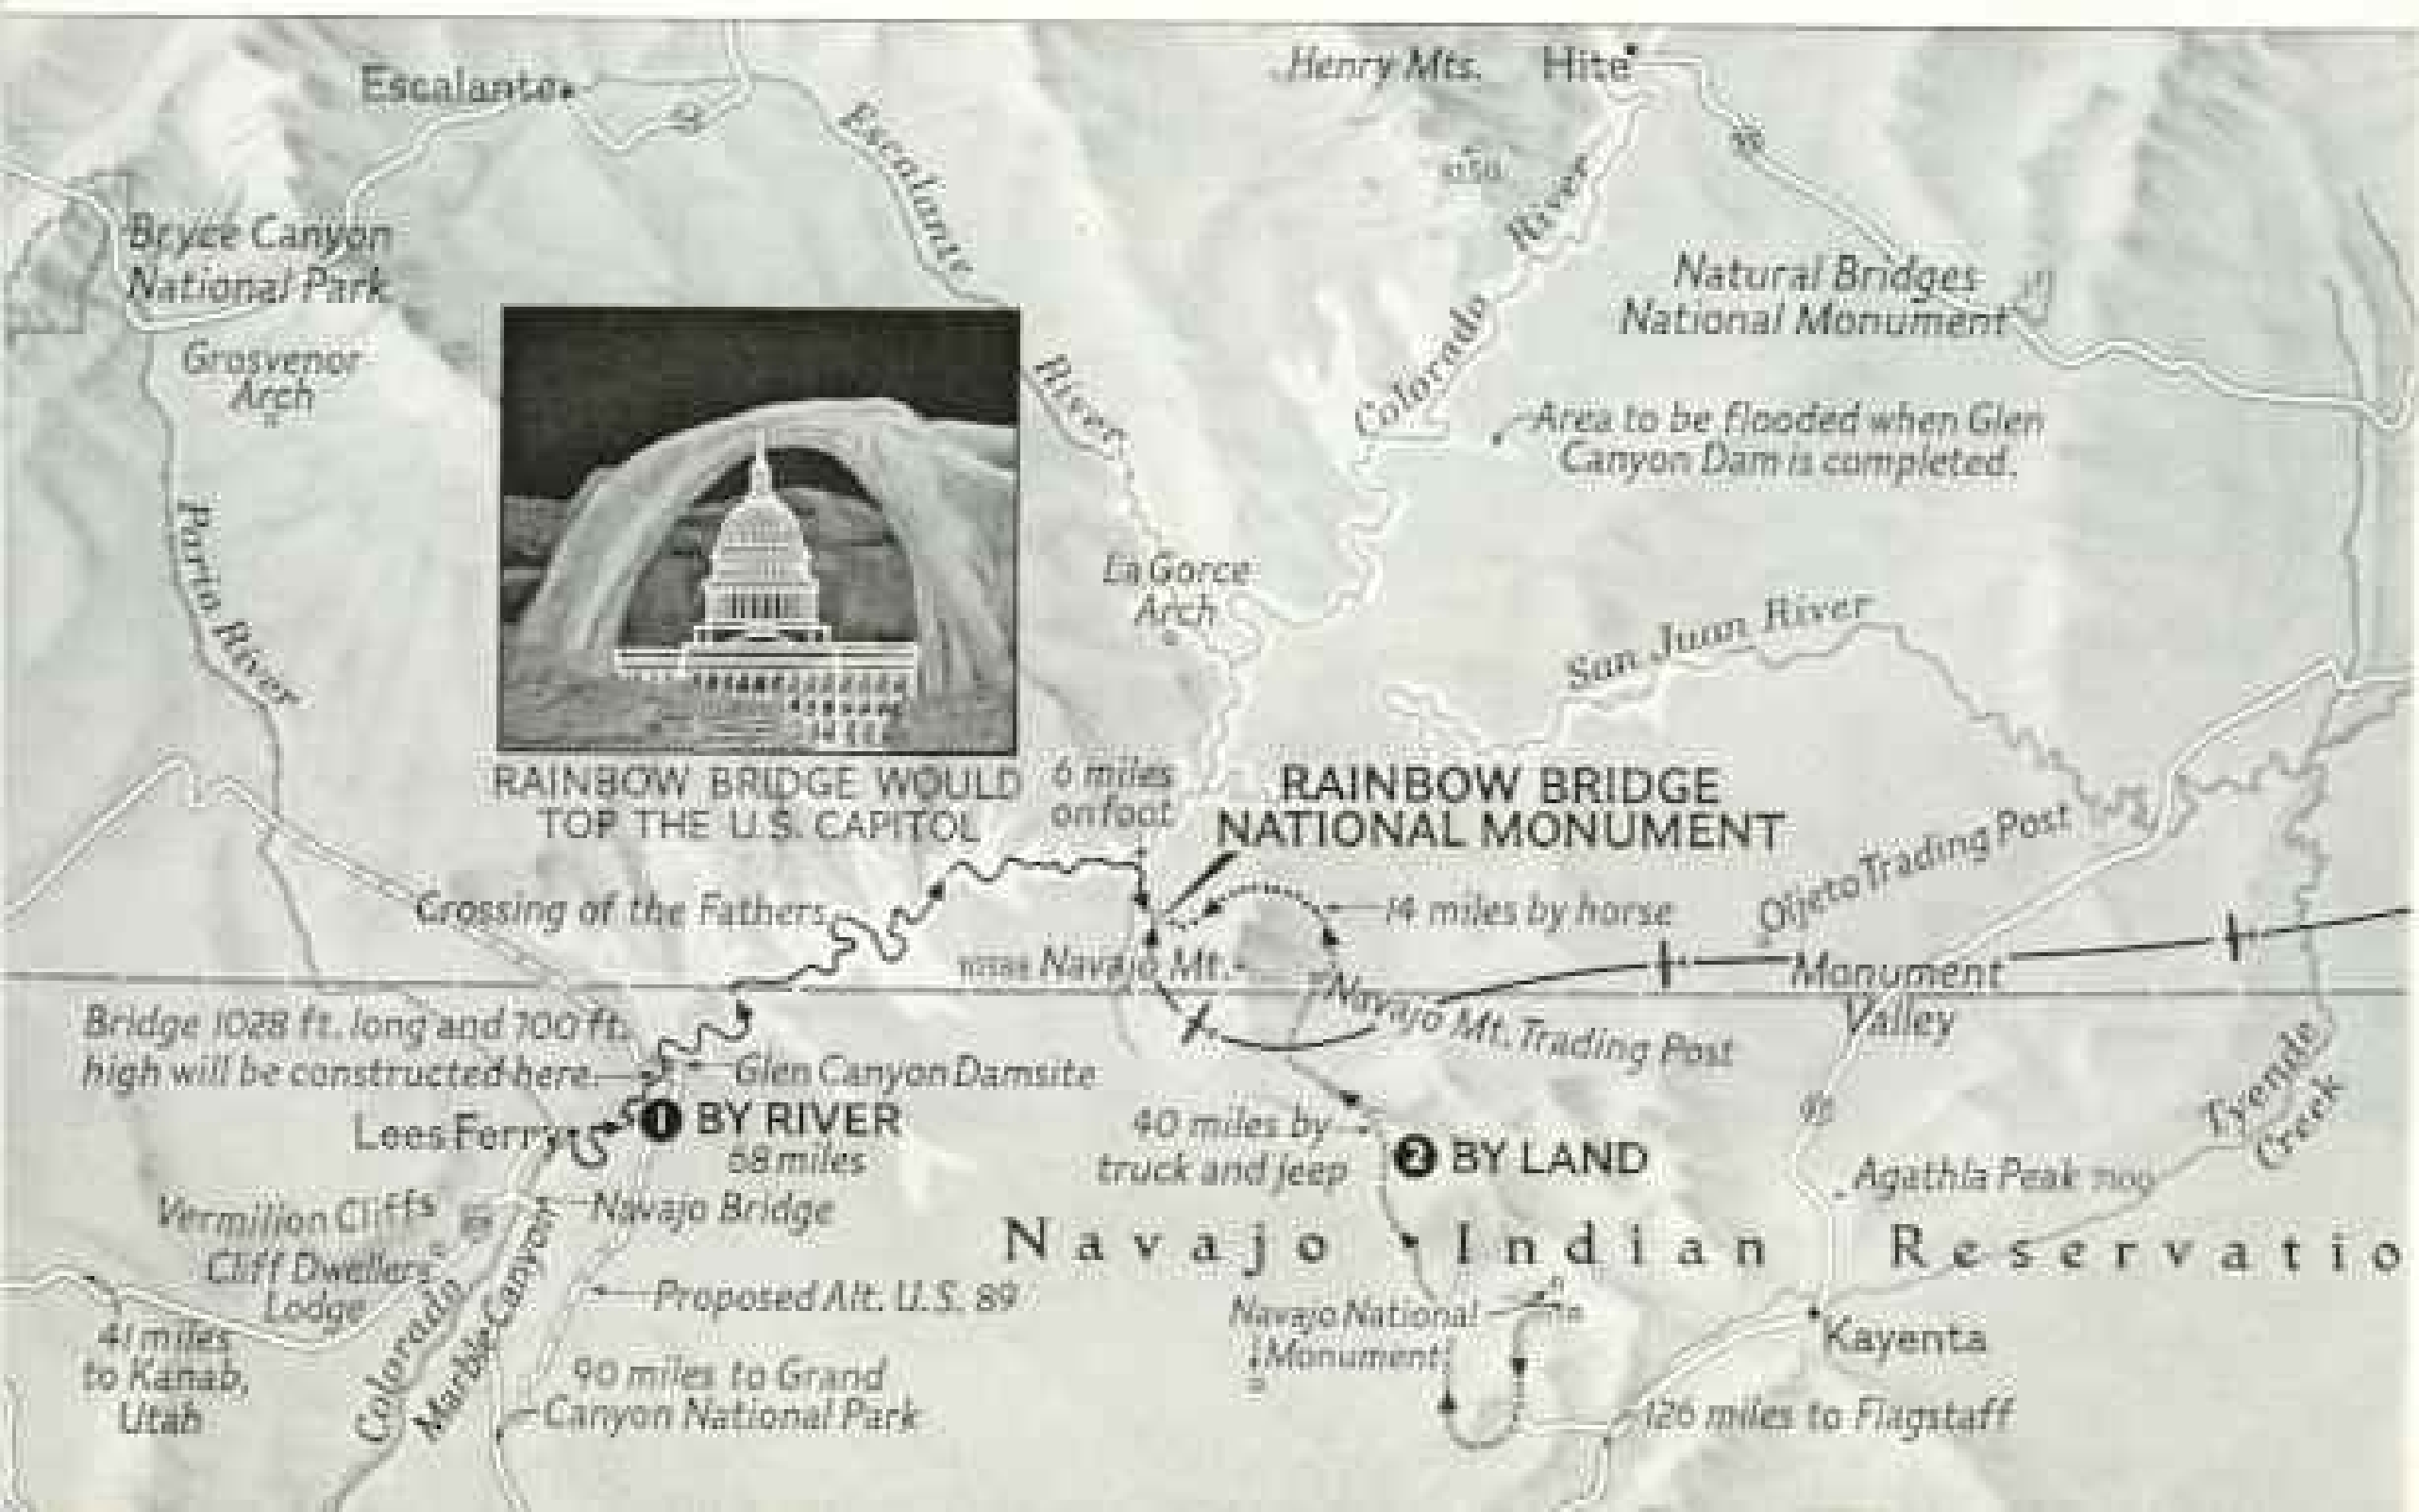 Escalante
Henry Mts.
Hite
Escalante
River
Colorado
River
Bryce Canyon
National Park
Grosvenor
Arch
Natural Bridges
National Monument
Area to be flooded when Glen
Canyon Dam is completed.
Paria River
La Gorce
Arch
San Juan River
RAINBOW BRIDGE WOULD
TOP THE U.S. CAPITOL
6 miles
on foot
RAINBOW BRIDGE
NATIONAL MONUMENT
Oljeto Trading Post
Crossing of the Fathers
14 miles by horse
Navajo Mt.
Monument
Valley
Navajo Mt. Trading Post
Bridge 1028 ft. long and 700 ft.
high will be constructed here.
Glen Canyon Damsite
Lees Ferry
1 BY RIVER
68 miles
40 miles by
truck and jeep
2 BY LAND
Tyende
Creek
Agathla Peak 7100
Vermilion Cliffs
Navajo Bridge
Cliff Dwellers
Lodge
Navajo Indian Reservatio
Colorado
Marble Canyon
Proposed Alt. U.S. 89
Navajo National
Monument
Kayenta
41 miles
to Kanab,
Utah
90 miles to Grand
Canyon National Park
126 miles to Flagstaff